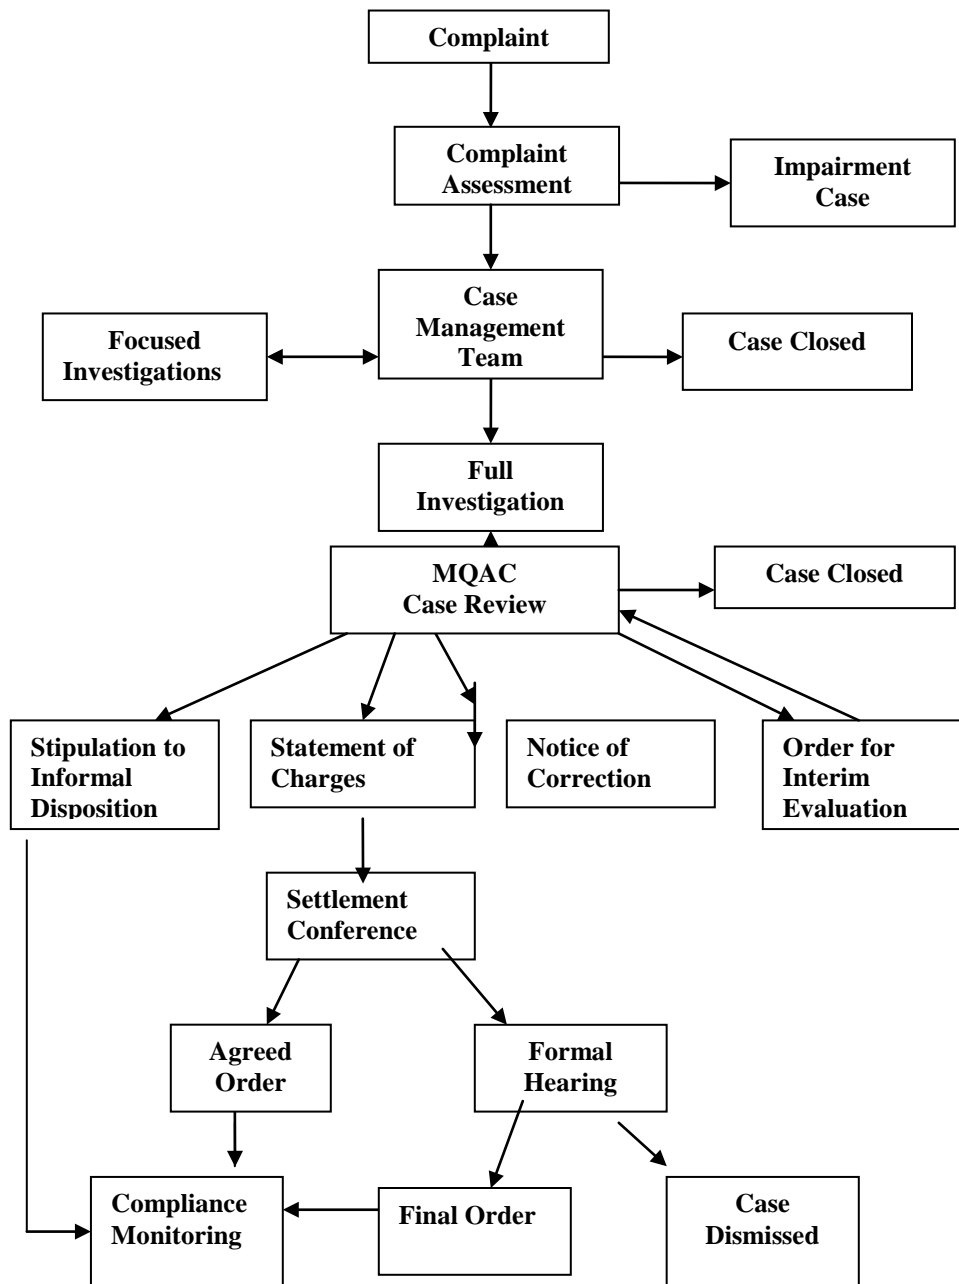 Complaint
Complaint
Assessment
Impairment
Case
Case
Management
Team
Focused
Investigations
Case Closed
Full
Investigation
MQAC
Case Review
Case Closed
Stipulation to
Informal
Disposition
Statement of
Charges
Notice of
Correction
Order for
Interim
Evaluation
Settlement
Conference
Agreed
Order
Formal
Hearing
Compliance
Monitoring
Final Order
Case
Dismissed